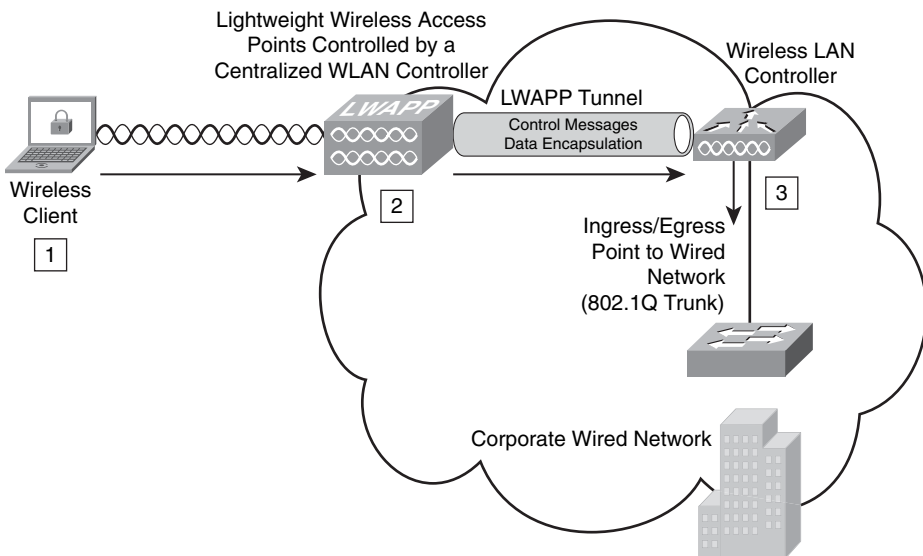 Lightweight Wireless Access
Points Controlled by a
Centralized WLAN Controller
Wireless LAN
Controller
LWAPP
LWAPP Tunnel
Control Messages
Data Encapsulation
Wireless
Client
1
2
3
Ingress/Egress
Point to Wired
Network
(802.1Q Trunk)
Corporate Wired Network